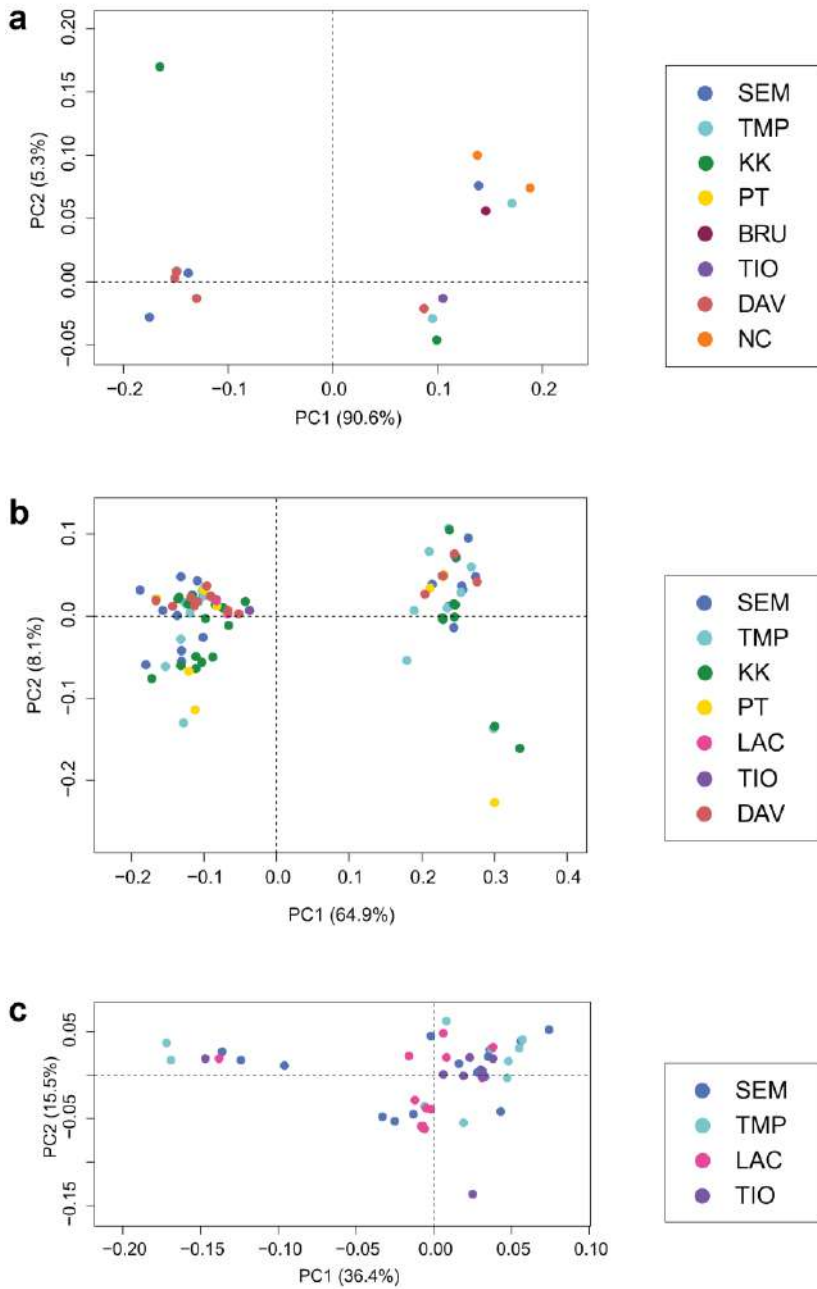 a
PC2 (5.3%)
0.20
0.15
0.10
0.05
0.00
−0.05
−0.2 −0.1 0.0 0.1 0.2
PC1 (90.6%)
SEM
TMP
KK
PT
BRU
TIO
DAV
NC
b
PC2 (8.1%)
0.1
0.0
−0.1
−0.2
−0.2 −0.1 0.0 0.1 0.2 0.3 0.4
PC1 (64.9%)
SEM
TMP
KK
PT
LAC
TIO
DAV
c
PC2 (15.5%)
0.05
−0.05
−0.15
−0.20 −0.15 −0.10 −0.05 0.00 0.05 0.10
PC1 (36.4%)
SEM
TMP
LAC
TIO